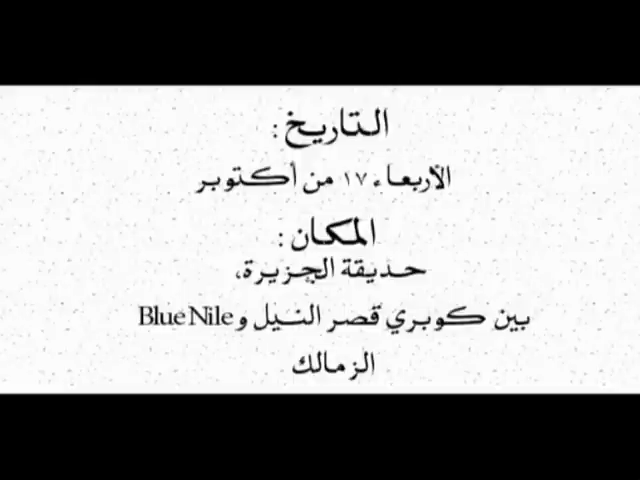 التاريخ :
الأربعاء ١٧ من أكتوبر
المكان :
حديقة الجزيرة،
بين كوبري قصر النيل و Blue Nile
الزمالك